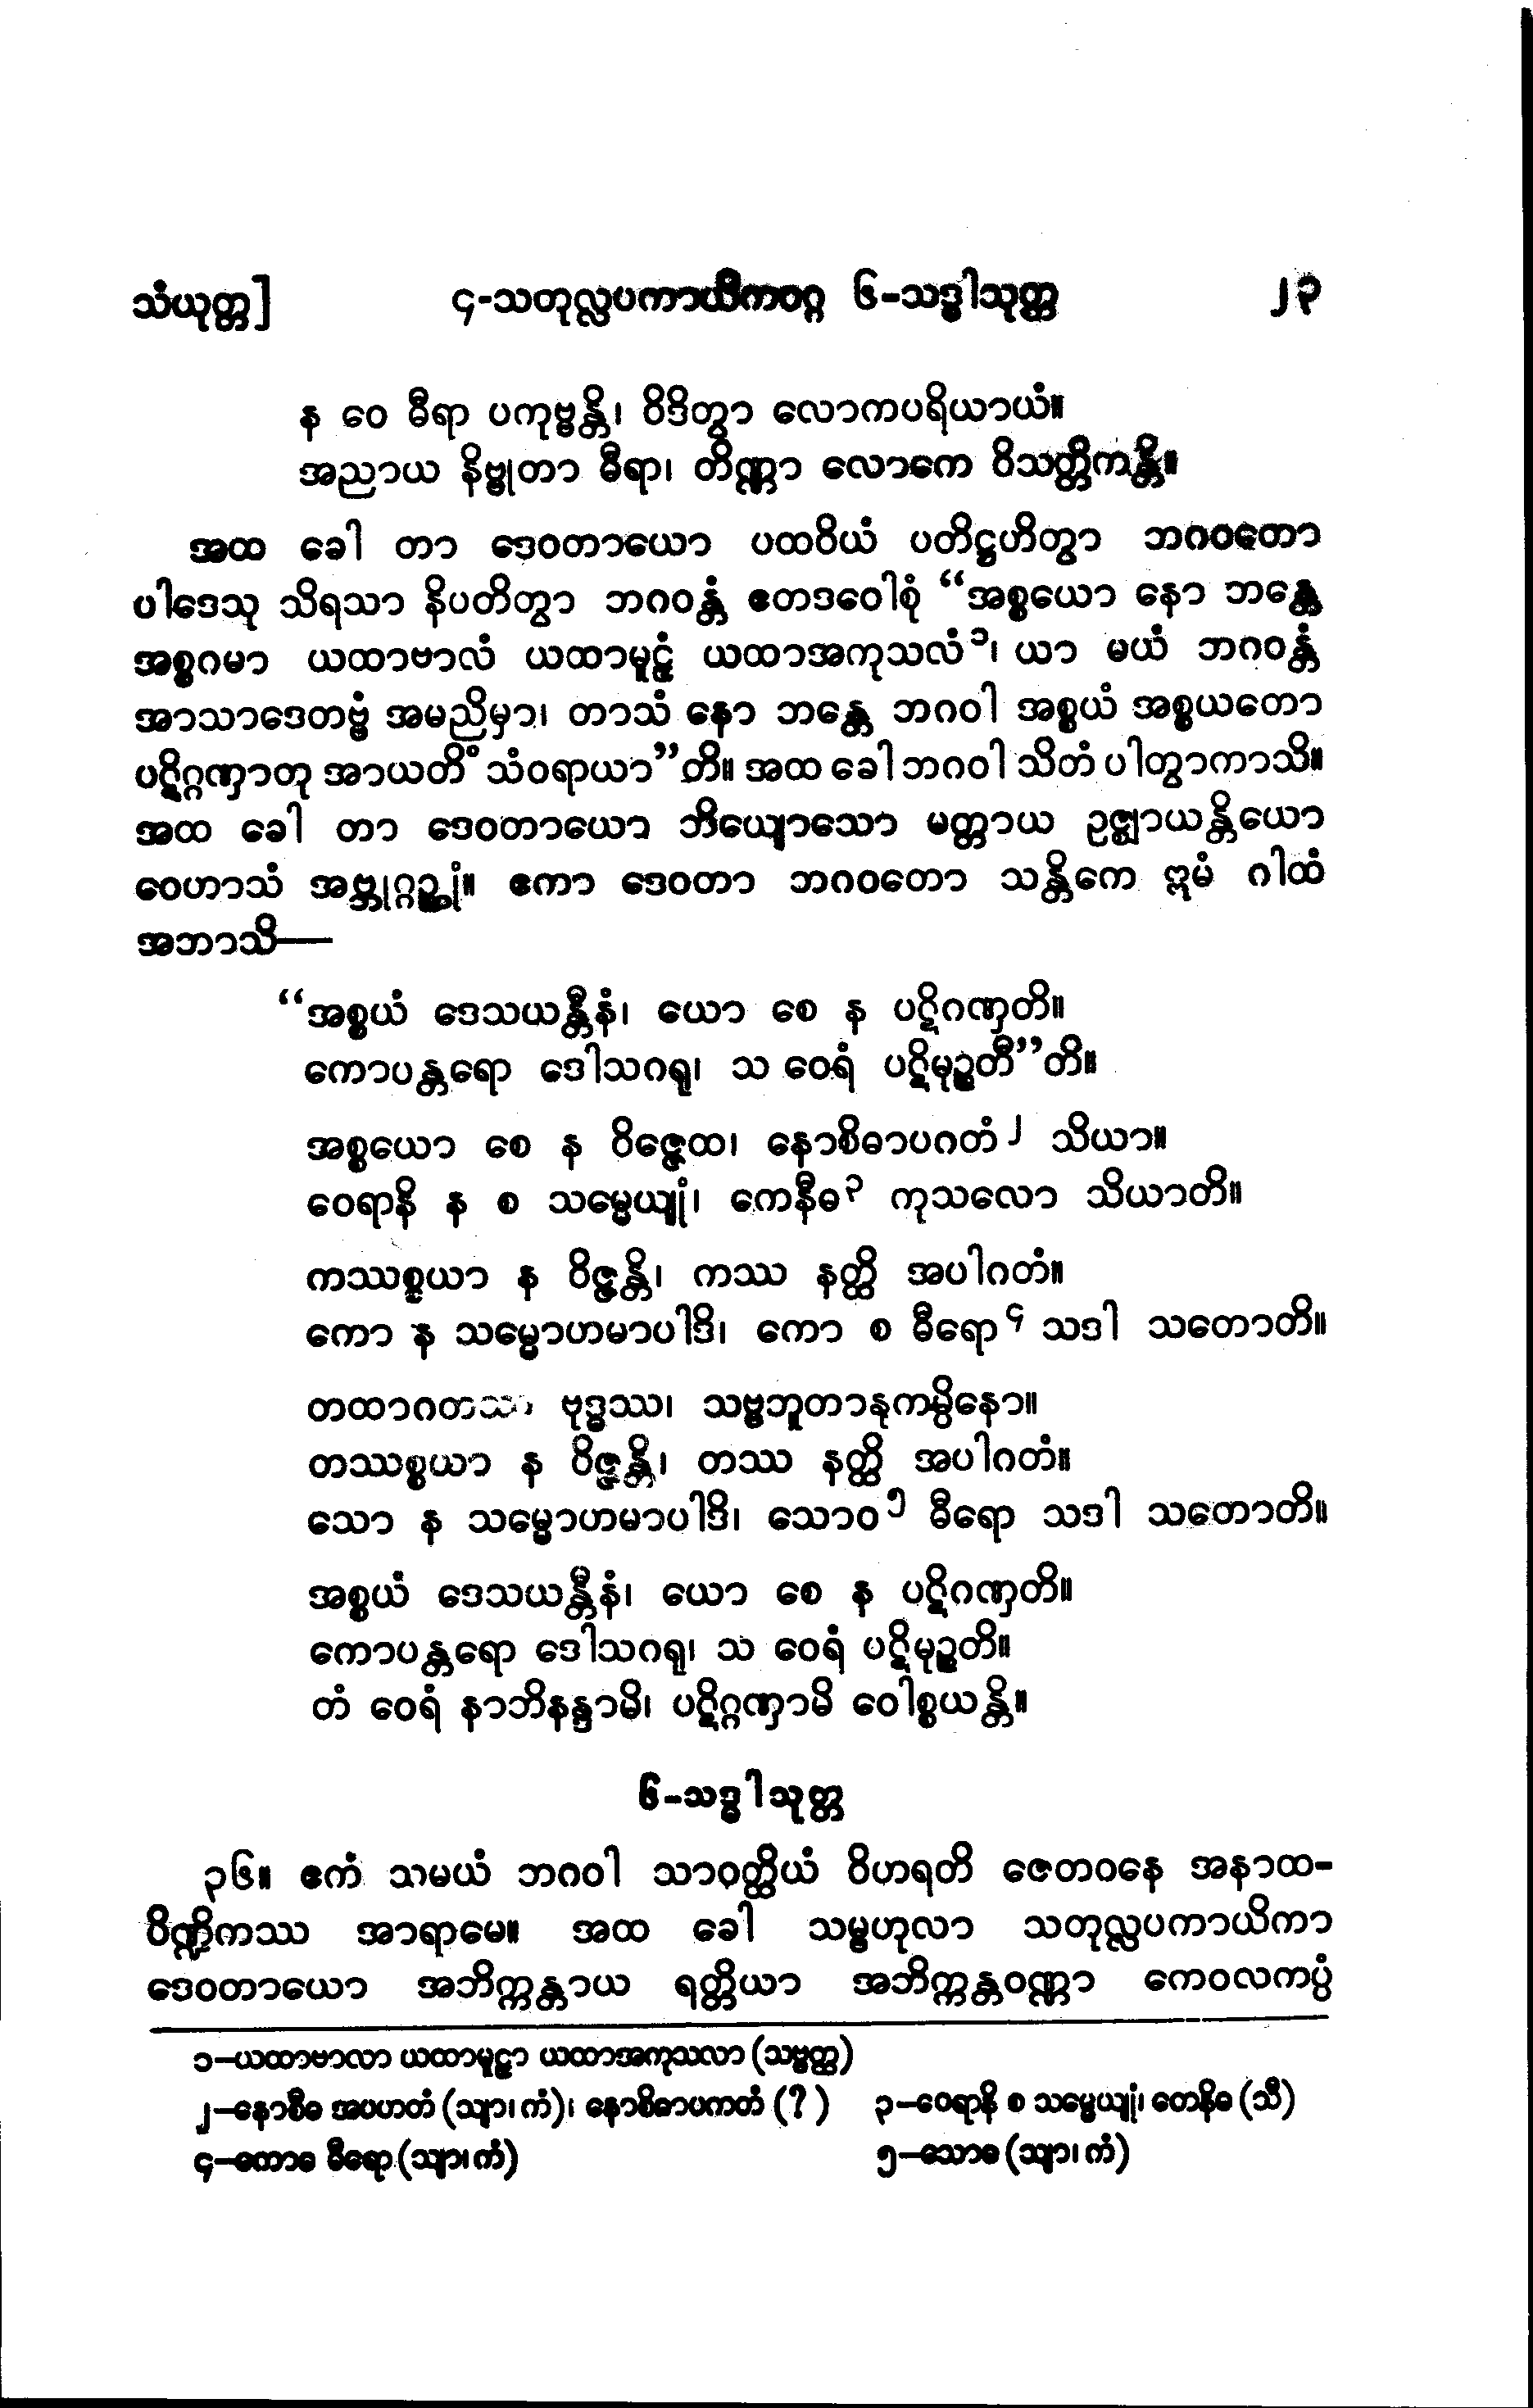 သံယုတ္တ] ၄-သတုလ္လပကာယိကဝဂ္ဂ ၆-သဒ္ဓါသုတ္တ ၂၃
န ဝေ ဓီရာ ပကုဗ္ဗန္တိ၊ ဝိဒိတွာ လောကပရိယာယံ။
အညာယ နိဗ္ဗုတာ ဓီရာ၊ တိဏ္ဏာ လောကေ ဝိသတ္တိကန္တိ။
အထ ခေါ တာ ဒေဝတာယော ပထဝိယံ ပတိဋ္ဌဟိတွာ ဘဂဝတော
ပါဒေသု သိရသာ နိပတိတွာ ဘဂဝန္တံ ဧတဒဝေါစုံ “အစ္စယော နော ဘန္တေ
အစ္စဂမာ ယထာဗာလံ ယထာမူဠှံ ယထာအကုသလံ၁၊ ယာ မယံ ဘဂဝန္တံ
အာသာဒေတဗ္ဗံ အမညိမှာ၊ တာသံ နော ဘန္တေ ဘဂဝါ အစ္စယံ အစ္စယတော
ပဋိဂ္ဂဏှာတု အာယတိံ သံဝရာယာ”တိ။ အထ ခေါ ဘဂဝါ သိတံ ပါတွာကာသိ။
အထ ခေါ တာ ဒေဝတာယော ဘိယျောသော မတ္တာယ ဥဇ္ဈာယန္တိယော
ဝေဟာသံ အဗ္ဘုဂ္ဂဉ္ဆုံ။ ဧကာ ဒေဝတာ ဘဂဝတော သန္တိကေ ဣမံ ဂါထံ
အဘာသိ—
“အစ္စယံ ဒေသယန္တီနံ၊ ယော စေ န ပဋိဂဏှတိ။
ကောပန္တရော ဒေါသဂရု၊ သ ဝေရံ ပဋိမုဉ္စတီ”တိ။
အစ္စယော စေ န ဝိဇ္ဇေထ၊ နောစိဓာပဂတံ၂ သိယာ။
ဝေရာနိ န စ သမ္မေယျုံ၊ ကေနီဓ၃ ကုသလော သိယာတိ။
ကဿစ္စယာ န ဝိဇ္ဇန္တိ၊ ကဿ နတ္ထိ အပါဂတံ။
ကော န သမ္မောဟမာပါဒိ၊ ကော စ ဓီရော၄ သဒါ သတောတိ။
တထာဂတဿ ဗုဒ္ဓဿ၊ သဗ္ဗဘူတာနုကမ္ပိနော။
တဿစ္စယာ န ဝိဇ္ဇန္တိ၊ တဿ နတ္ထိ အပါဂတံ။
သော န သမ္မောဟမာပါဒိ၊ သောဝ၅ ဓီရော သဒါ သတောတိ။
အစ္စယံ ဒေသယန္တီနံ၊ ယော စေ န ပဋိဂဏှတိ။
ကောပန္တရော ဒေါသဂရု၊ သ ဝေရံ ပဋိမုဉ္စတိ။
တံ ဝေရံ နာဘိနန္ဒာမိ၊ ပဋိဂ္ဂဏှာမိ ဝေါစ္စယန္တိ။
၆-သဒ္ဓါသုတ္တ
၃၆။ ဧကံ သမယံ ဘဂဝါ သာဝတ္ထိယံ ဝိဟရတိ ဇေတဝနေ အနာထ-
ပိဏ္ဍိကဿ အာရာမေ။ အထ ခေါ သမ္ဗဟုလာ သတုလ္လပကာယိကာ
ဒေဝတာယော အဘိက္ကန္တာယ ရတ္တိယာ အဘိက္ကန္တဝဏ္ဏာ ကေဝလကပ္ပံ
၁–ယထာဗာလာ ယထာမူဠှာ ယထာအကုသလာ (သဗ္ဗတ္ထ)
၂–နောစီဓ အပဟတံ (သျာ၊ ကံ)၊ နောစိဓာပကတံ (?) ၃–ဝေရာနိ စ သမ္မေယျုံ၊ တေနိဓ (သီ)
၄–ကောဓ ဓီရော (သျာ၊ ကံ) ၅–သောဓ (သျာ၊ ကံ)